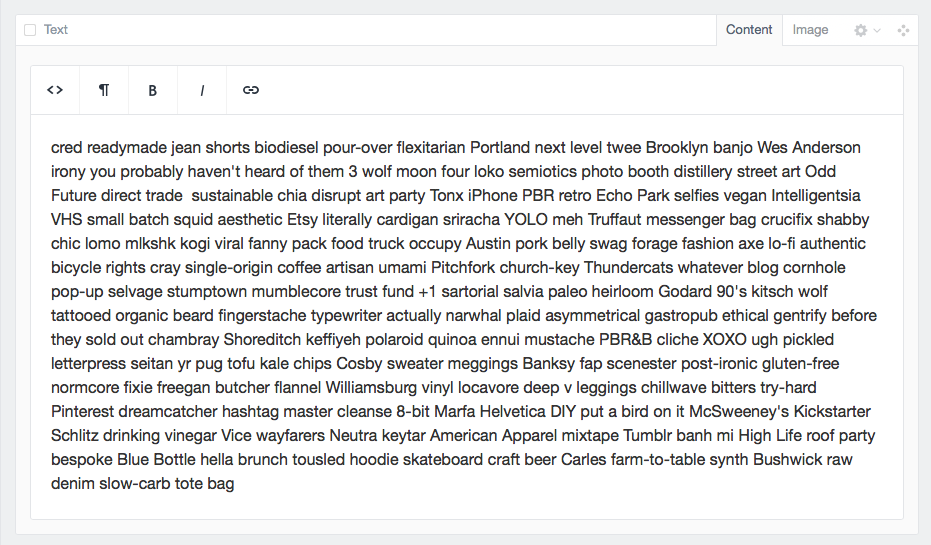 Text Content Image
<> ¶ B I
cred readymade jean shorts biodiesel pour-over flexitarian Portland next level twee Brooklyn banjo Wes Anderson
irony you probably haven't heard of them 3 wolf moon four loko semiotics photo booth distillery street art Odd
Future direct trade  sustainable chia disrupt art party Tonx iPhone PBR retro Echo Park selfies vegan Intelligentsia
VHS small batch squid aesthetic Etsy literally cardigan sriracha YOLO meh Truffaut messenger bag crucifix shabby
chic lomo mlkshk kogi viral fanny pack food truck occupy Austin pork belly swag forage fashion axe lo-fi authentic
bicycle rights cray single-origin coffee artisan umami Pitchfork church-key Thundercats whatever blog cornhole
pop-up selvage stumptown mumblecore trust fund +1 sartorial salvia paleo heirloom Godard 90's kitsch wolf
tattooed organic beard fingerstache typewriter actually narwhal plaid asymmetrical gastropub ethical gentrify before
they sold out chambray Shoreditch keffiyeh polaroid quinoa ennui mustache PBR&B cliche XOXO ugh pickled
letterpress seitan yr pug tofu kale chips Cosby sweater meggings Banksy fap scenester post-ironic gluten-free
normcore fixie freegan butcher flannel Williamsburg vinyl locavore deep v leggings chillwave bitters try-hard
Pinterest dreamcatcher hashtag master cleanse 8-bit Marfa Helvetica DIY put a bird on it McSweeney's Kickstarter
Schlitz drinking vinegar Vice wayfarers Neutra keytar American Apparel mixtape Tumblr banh mi High Life roof party
bespoke Blue Bottle hella brunch tousled hoodie skateboard craft beer Carles farm-to-table synth Bushwick raw
denim slow-carb tote bag